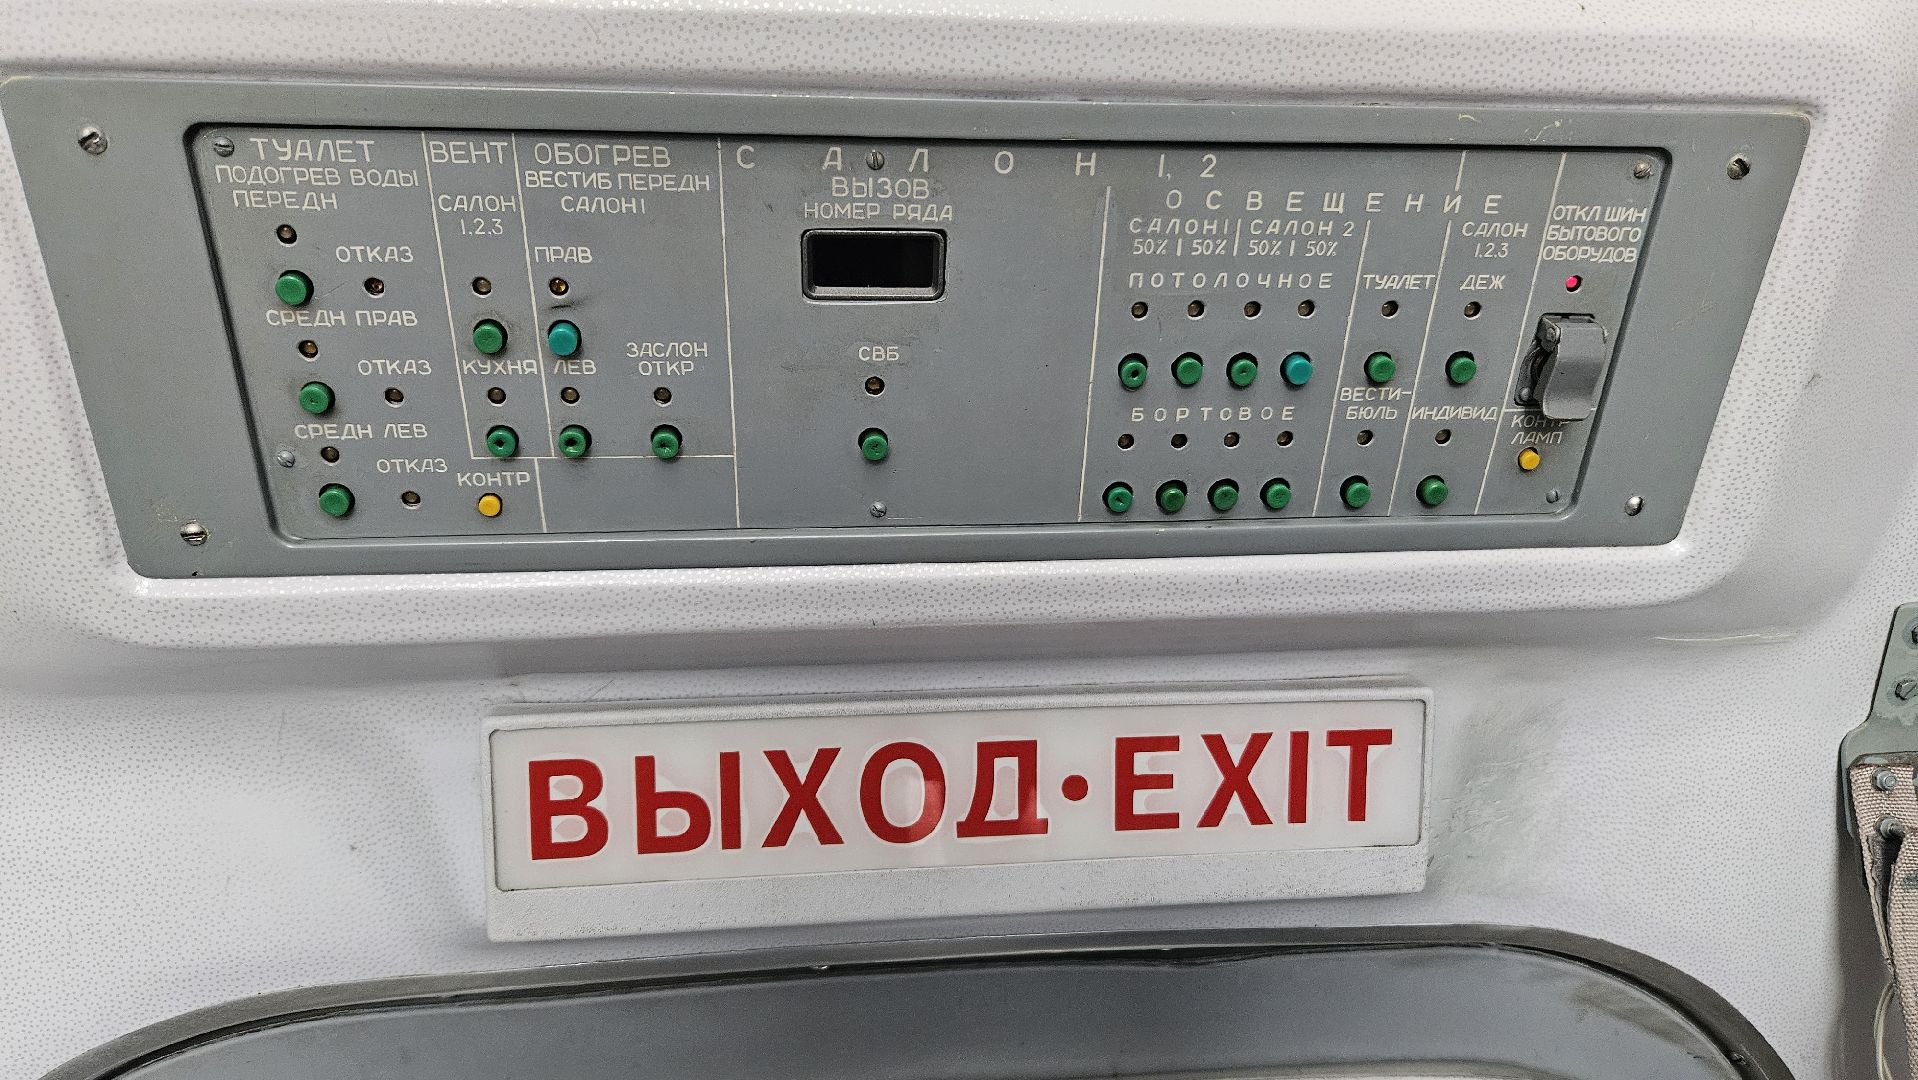 ТУАЛЕТ
ПОДОГРЕВ ВОДЫ
ПЕРЕДН
ОТКАЗ
СРЕДН ПРАВ
ОТКАЗ
СРЕДН ЛЕВ
ОТКАЗ
ВЕНТ
САЛОН
1.2.3
КУХНЯ
КОНТР
ОБОГРЕВ
ВЕСТИБ ПЕРЕДН
САЛОН1
ПРАВ
ЛЕВ
ЗАСЛОН
ОТКР
САЛОН 1, 2
ВЫЗОВ
НОМЕР РЯДА
СВБ
ОСВЕЩЕНИЕ
САЛОН1 САЛОН 2
50% 50% 50% 50%
ПОТОЛОЧНОЕ
БОРТОВОЕ
ТУАЛЕТ
ВЕСТИ-
БЮЛЬ
САЛОН
1.2.3
ДЕЖ
ИНДИВИД
ОТКЛ ШИН
БЫТОВОГО
ОБОРУДОВ
КОНТР
ЛАМП
ВЫХОД•EXIT